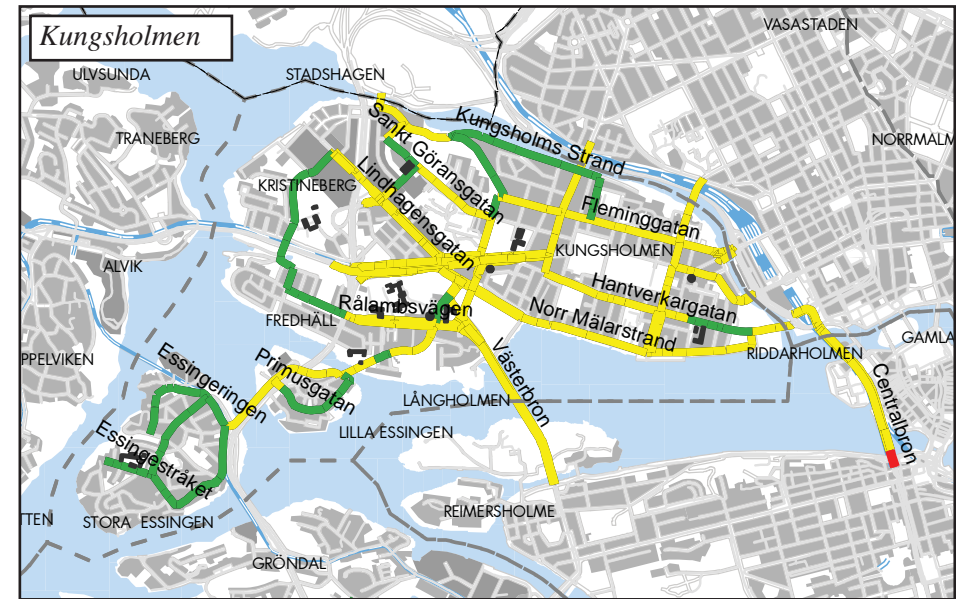 Kungsholmen
VASASTADEN
ULVSUNDA
STADSHAGEN
TRANEBERG
Sankt Göransgatan
Kungsholms Strand
NORRMALM
KRISTINEBERG
Lindhagensgatan
Fleminggatan
KUNGSHOLMEN
ALVIK
Hantverkargatan
Rålambsvägen
Norr Mälarstrand
FREDHÄLL
GAMLA
PPELVIKEN
Essingeringen
Primusgatan
Västerbron
RIDDARHOLMEN
Centralbron
LÅNGHOLMEN
LILLA ESSINGEN
Essingestråket
REIMERSHOLME
TTEN
STORA ESSINGEN
GRÖNDAL